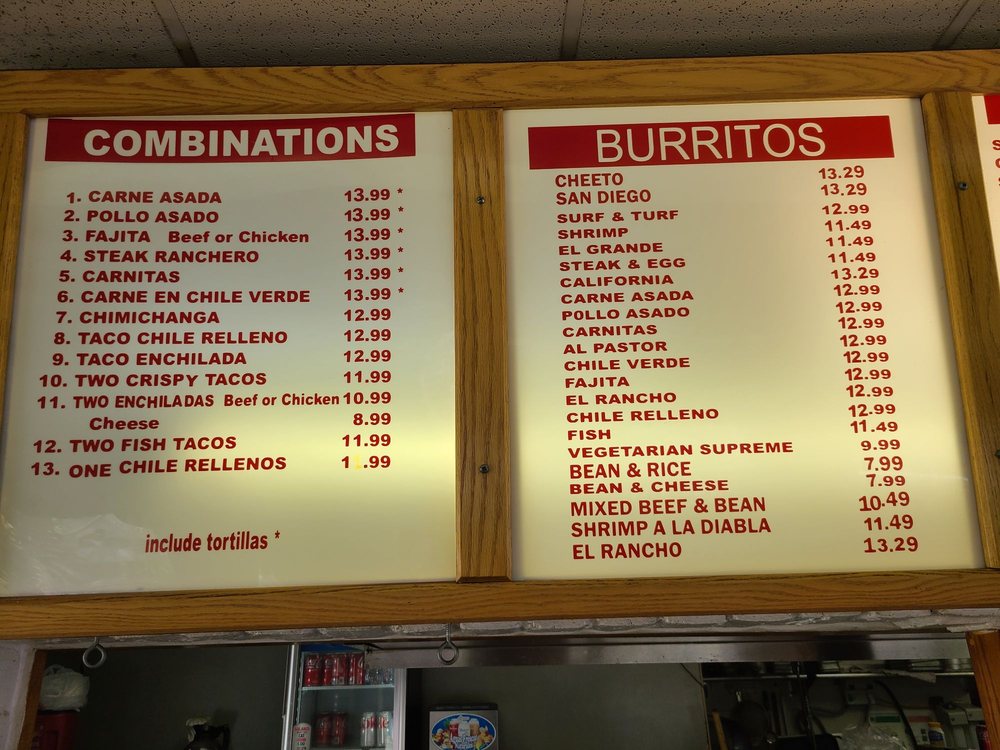 COMBINATIONS
1. CARNE ASADA 13.99 *
2. POLLO ASADO 13.99 *
3. FAJITA Beef or Chicken 13.99 *
4. STEAK RANCHERO 13.99 *
5. CARNITAS 13.99 *
6. CARNE EN CHILE VERDE 13.99 *
7. CHIMICHANGA 12.99
8. TACO CHILE RELLENO 12.99
9. TACO ENCHILADA 12.99
10. TWO CRISPY TACOS 11.99
11. TWO ENCHILADAS Beef or Chicken 10.99
Cheese 8.99
12. TWO FISH TACOS 11.99
13. ONE CHILE RELLENOS 11.99
include tortillas *
BURRITOS
CHEETO 13.29
SAN DIEGO 13.29
SURF & TURF 12.99
SHRIMP 11.49
EL GRANDE 11.49
STEAK & EGG 11.49
CALIFORNIA 13.29
CARNE ASADA 12.99
POLLO ASADO 12.99
CARNITAS 12.99
AL PASTOR 12.99
CHILE VERDE 12.99
FAJITA 12.99
EL RANCHO 12.99
CHILE RELLENO 12.99
FISH 11.49
VEGETARIAN SUPREME 9.99
BEAN & RICE 7.99
BEAN & CHEESE 7.99
MIXED BEEF & BEAN 10.49
SHRIMP A LA DIABLA 11.49
EL RANCHO 13.29